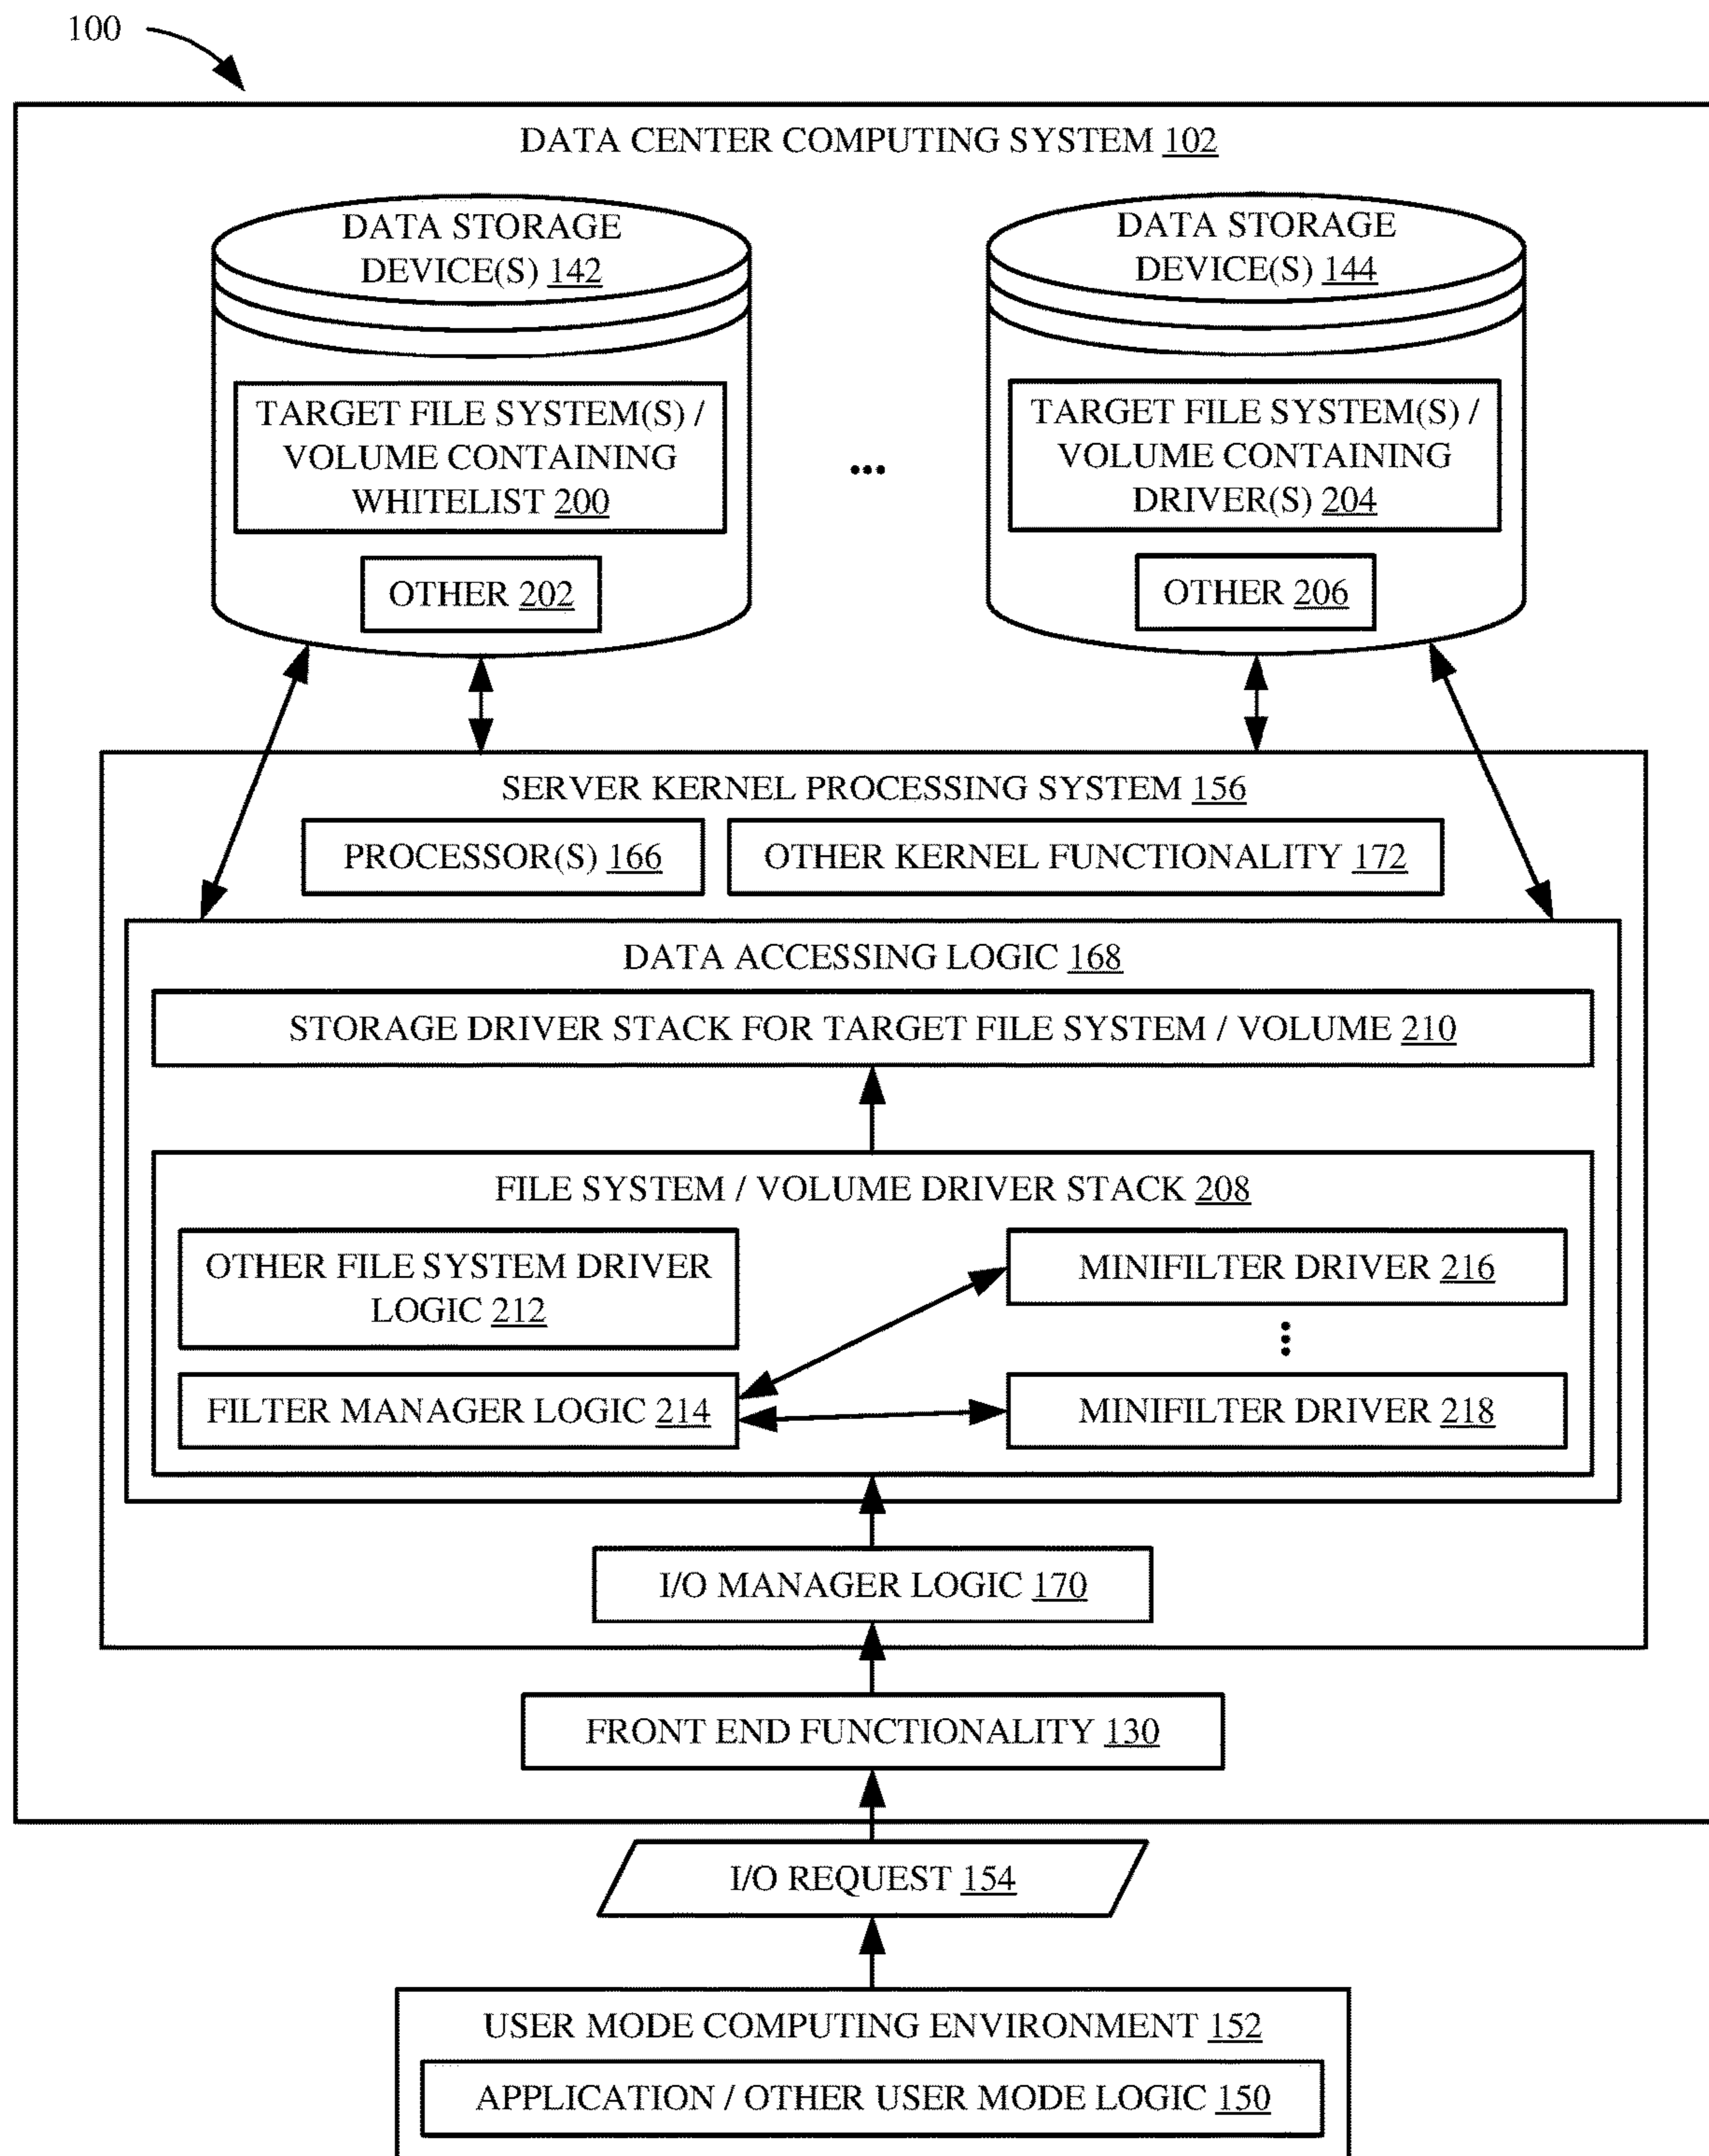 100
DATA CENTER COMPUTING SYSTEM 102
DATA STORAGE
DEVICE(S) 142
TARGET FILE SYSTEM(S) /
VOLUME CONTAINING
WHITELIST 200
OTHER 202
...
DATA STORAGE
DEVICE(S) 144
TARGET FILE SYSTEM(S) /
VOLUME CONTAINING
DRIVER(S) 204
OTHER 206
SERVER KERNEL PROCESSING SYSTEM 156
PROCESSOR(S) 166
OTHER KERNEL FUNCTIONALITY 172
DATA ACCESSING LOGIC 168
STORAGE DRIVER STACK FOR TARGET FILE SYSTEM / VOLUME 210
FILE SYSTEM / VOLUME DRIVER STACK 208
OTHER FILE SYSTEM DRIVER
LOGIC 212
FILTER MANAGER LOGIC 214
MINIFILTER DRIVER 216
MINIFILTER DRIVER 218
I/O MANAGER LOGIC 170
FRONT END FUNCTIONALITY 130
I/O REQUEST 154
USER MODE COMPUTING ENVIRONMENT 152
APPLICATION / OTHER USER MODE LOGIC 150